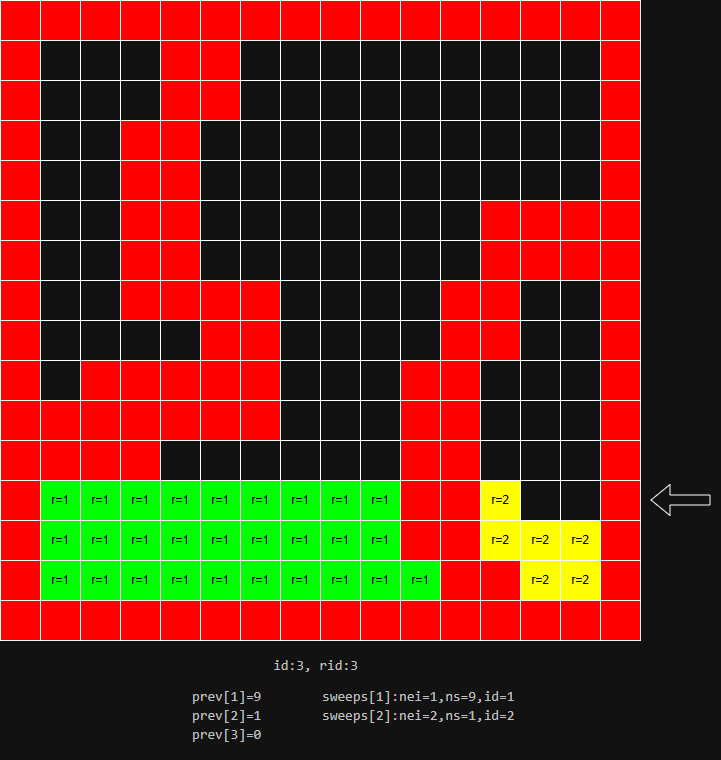 r=1 r=1 r=1 r=1 r=1 r=1 r=1 r=1 r=1 r=2
r=1 r=1 r=1 r=1 r=1 r=1 r=1 r=1 r=1 r=2 r=2 r=2
r=1 r=1 r=1 r=1 r=1 r=1 r=1 r=1 r=1 r=1 r=2 r=2
id:3, rid:3
prev[1]=9 sweeps[1]:nei=1,ns=9,id=1
prev[2]=1 sweeps[2]:nei=2,ns=1,id=2
prev[3]=0